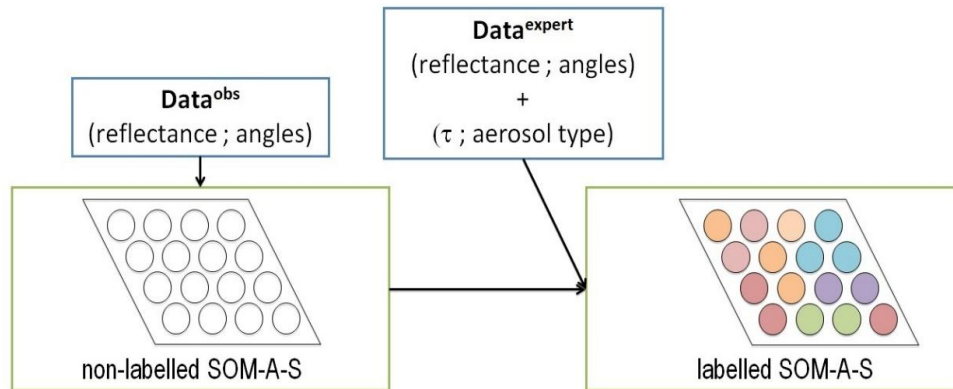 Data^obs
(reflectance ; angles)
Data^expert
(reflectance ; angles)
+
(τ ; aerosol type)
non-labelled SOM-A-S
labelled SOM-A-S